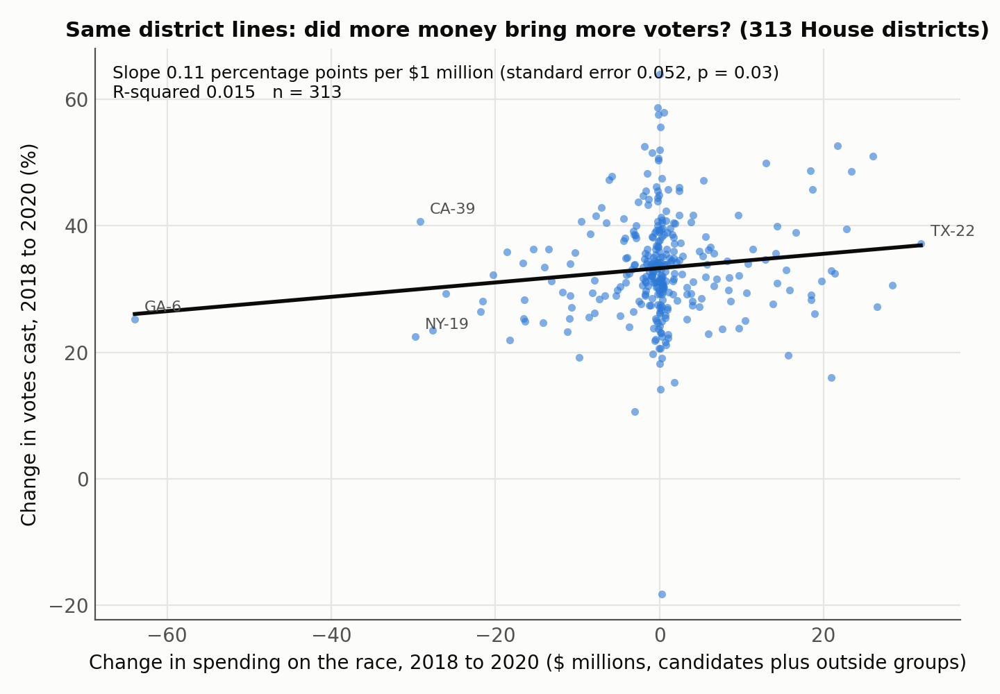 Same district lines: did more money bring more voters? (313 House districts)
Slope 0.11 percentage points per $1 million (standard error 0.052, p = 0.03)
R-squared 0.015   n = 313
Change in votes cast, 2018 to 2020 (%)
60
40
20
0
−20
CA-39
TX-22
GA-6
NY-19
−60
−40
−20
0
20
Change in spending on the race, 2018 to 2020 ($ millions, candidates plus outside groups)